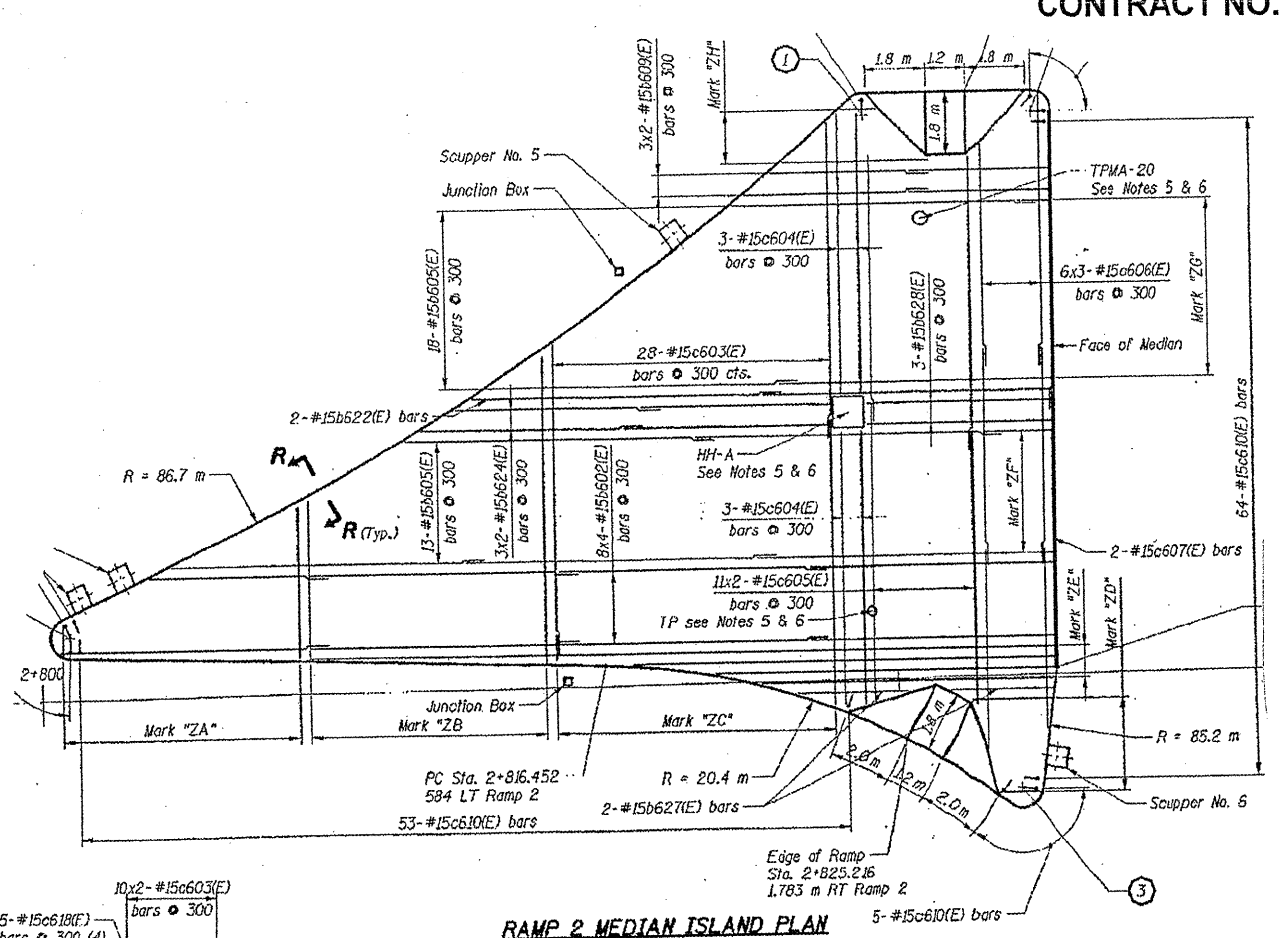 CONTRACT NO.
1
1.8 m
1.2 m
1.8 m
3x2-#15b609(E)
bars @ 300
Mark "ZH"
1.8 m
Scupper No. 5
Junction Box
TPMA-20
See Notes 5 & 6
3-#15c604(E)
bars @ 300
6x3-#15c606(E)
bars @ 300
18-#15b605(E)
bars @ 300
3-#15b628(E)
bars @ 300
Mark "ZG"
28-#15c603(E)
bars @ 300 cts.
Face of Median
2-#15b622(E) bars
HH-A
See Notes 5 & 6
R
R = 86.7 m
R (Typ.)
13-#15b605(E)
bars @ 300
3x2-#15b624(E)
bars @ 300
8x4-#15b602(E)
bars @ 300
3-#15c604(E)
bars @ 300
Mark "ZF"
64-#15c610(E) bars
2-#15c607(E) bars
11x2-#15c605(E)
bars @ 300
TP see Notes 5 & 6
Mark "ZE"
Mark "ZD"
2+800
Junction Box
Mark "ZA"
Mark "ZB
Mark "ZC"
1.8 m
R = 85.2 m
2.0 m
1.2 m
2.0 m
PC Sta. 2+816.452
584 LT Ramp 2
R = 20.4 m
2-#15b627(E) bars
Scupper No. 6
53-#15c610(E) bars
Edge of Ramp
Sta. 2+825.216
1.783 m RT Ramp 2
3
5-#15c610(E) bars
10x2-#15c603(E)
bars @ 300
5-#15c618(E)
bars @ 300 (4)
RAMP 2 MEDIAN ISLAND PLAN